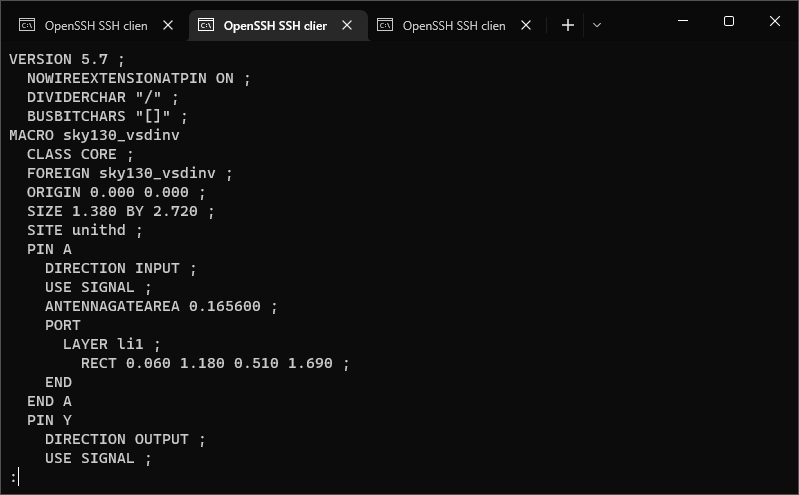 OpenSSH SSH clien
OpenSSH SSH clier
OpenSSH SSH clien
VERSION 5.7 ;
NOWIREEXTENSIONATPIN ON ;
DIVIDERCHAR "/" ;
BUSBITCHARS "[]" ;
MACRO sky130_vsdinv
CLASS CORE ;
FOREIGN sky130_vsdinv ;
ORIGIN 0.000 0.000 ;
SIZE 1.380 BY 2.720 ;
SITE unithd ;
PIN A
DIRECTION INPUT ;
USE SIGNAL ;
ANTENNAGATEAREA 0.165600 ;
PORT
LAYER li1 ;
RECT 0.060 1.180 0.510 1.690 ;
END
END A
PIN Y
DIRECTION OUTPUT ;
USE SIGNAL ;
: